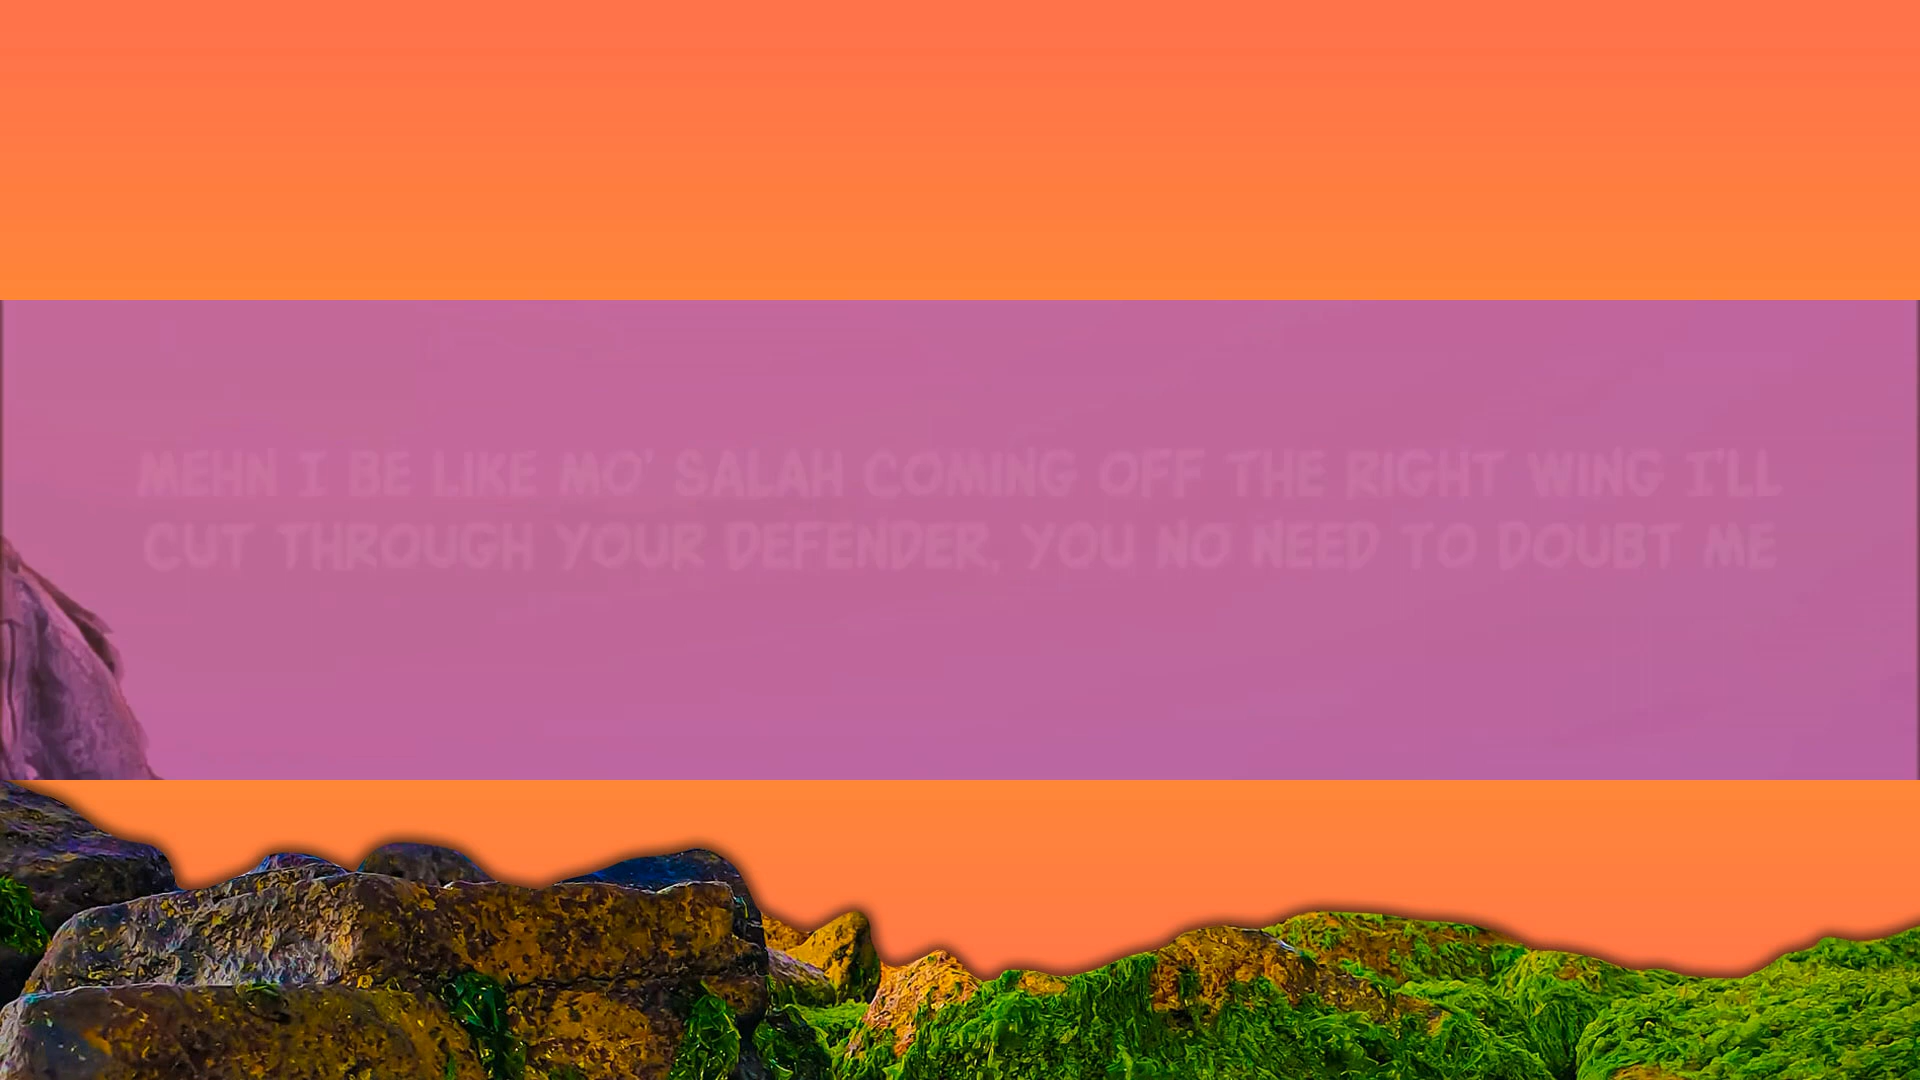 MEHN I BE LIKE MO' SALAH COMING OFF THE RIGHT WING I'LL
CUT THROUGH YOUR DEFENDER, YOU NO NEED TO DOUBT ME